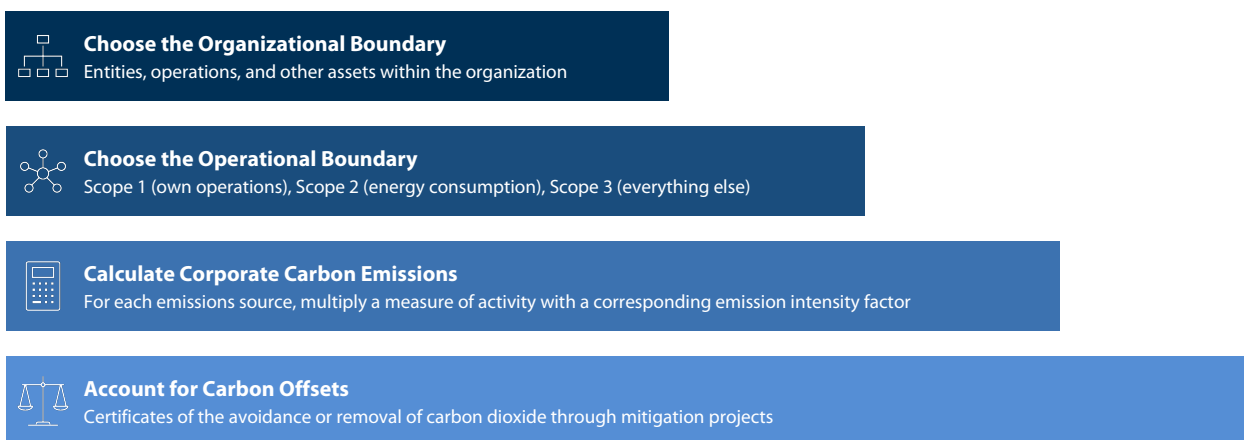 Choose the Organizational Boundary
Entities, operations, and other assets within the organization
Choose the Operational Boundary
Scope 1 (own operations), Scope 2 (energy consumption), Scope 3 (everything else)
Calculate Corporate Carbon Emissions
For each emissions source, multiply a measure of activity with a corresponding emission intensity factor
Account for Carbon Offsets
Certificates of the avoidance or removal of carbon dioxide through mitigation projects